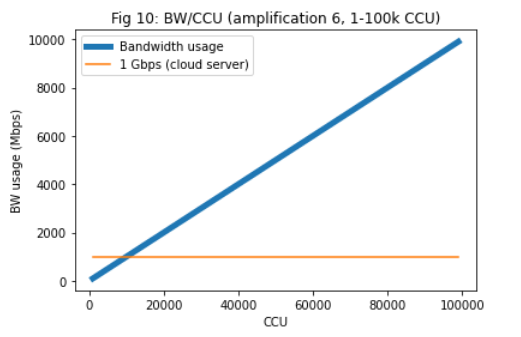 Fig 10: BW/CCU (amplification 6, 1-100k CCU)
Bandwidth usage
1 Gbps (cloud server)
BW usage (Mbps)
10000
8000
6000
4000
2000
0
0 20000 40000 60000 80000 100000
CCU